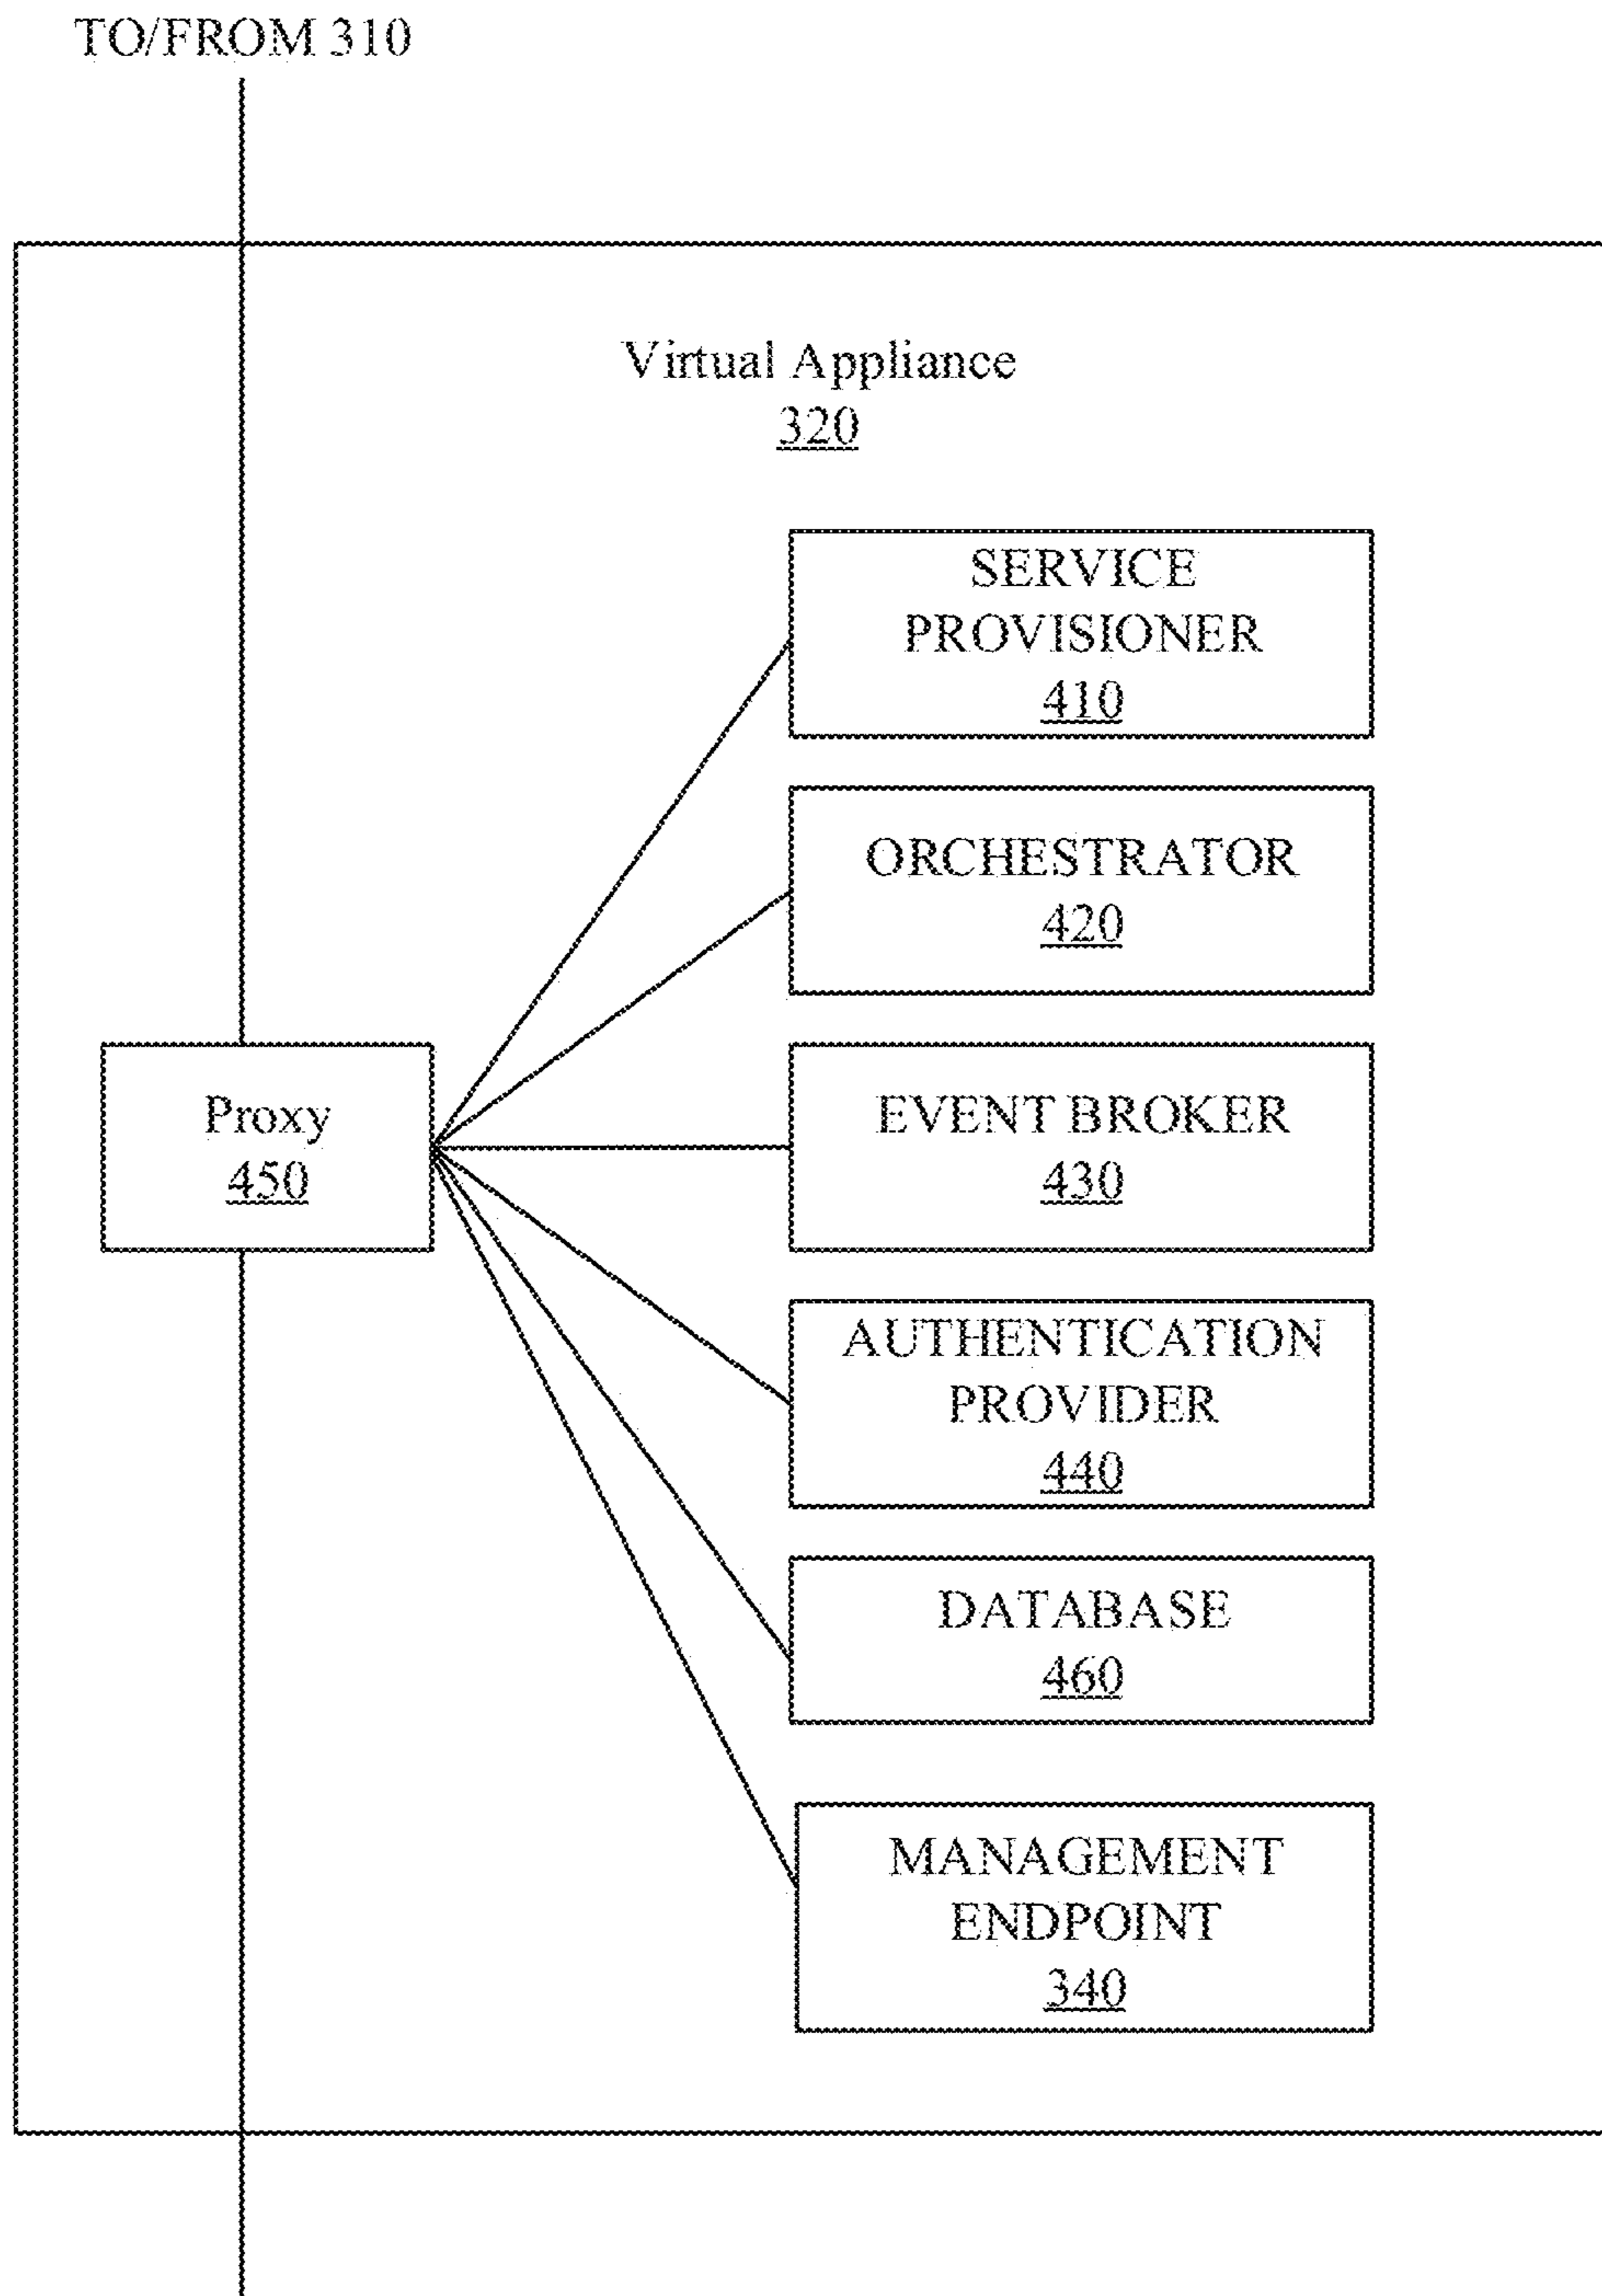 TO/FROM 310
Virtual Appliance
320
SERVICE
PROVISIONER
410
ORCHESTRATOR
420
Proxy
450
EVENT BROKER
430
AUTHENTICATION
PROVIDER
440
DATABASE
460
MANAGEMENT
ENDPOINT
340